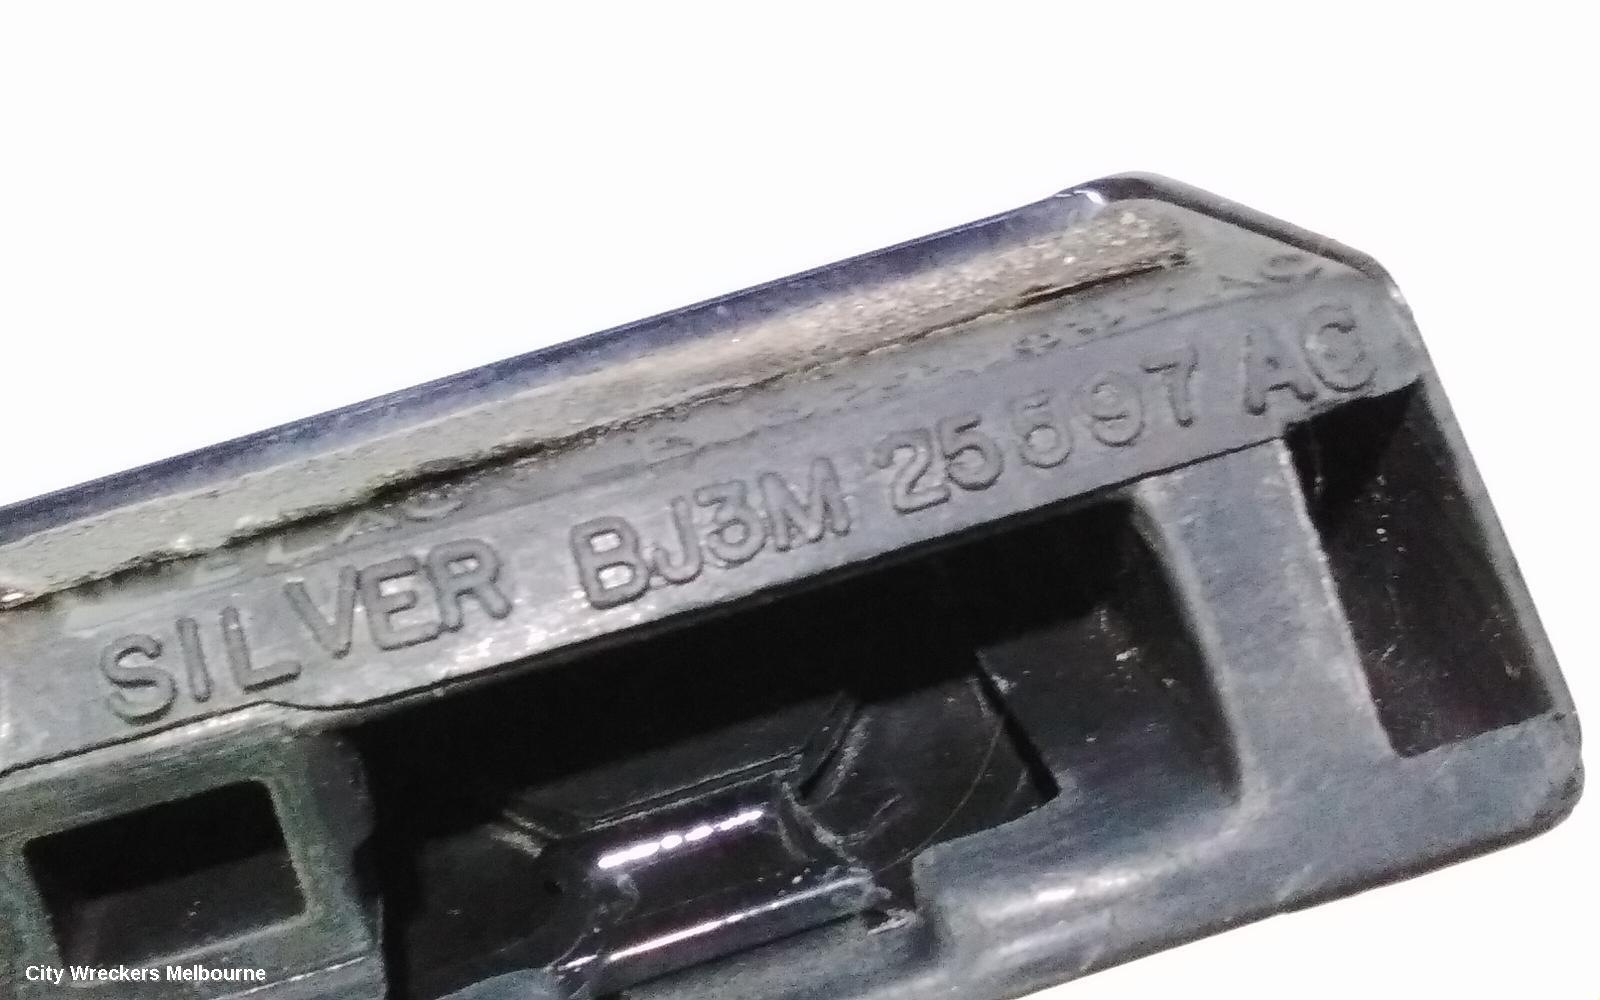 SILVER BJ3M 25597 AC
City Wreckers Melbourne